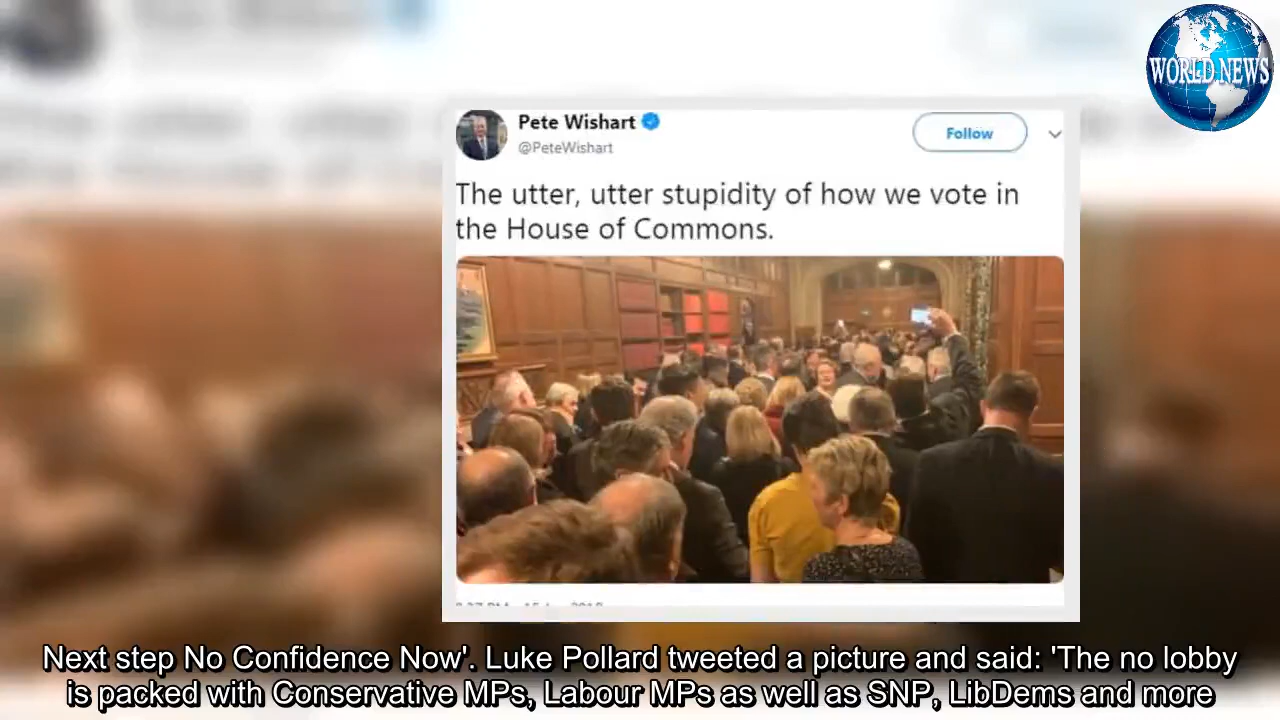 WORLD NEWS
Pete Wishart
@PeteWishart
Follow
The utter, utter stupidity of how we vote in
the House of Commons.
Next step No Confidence Now'. Luke Pollard tweeted a picture and said: 'The no lobby
is packed with Conservative MPs, Labour MPs as well as SNP, LibDems and more